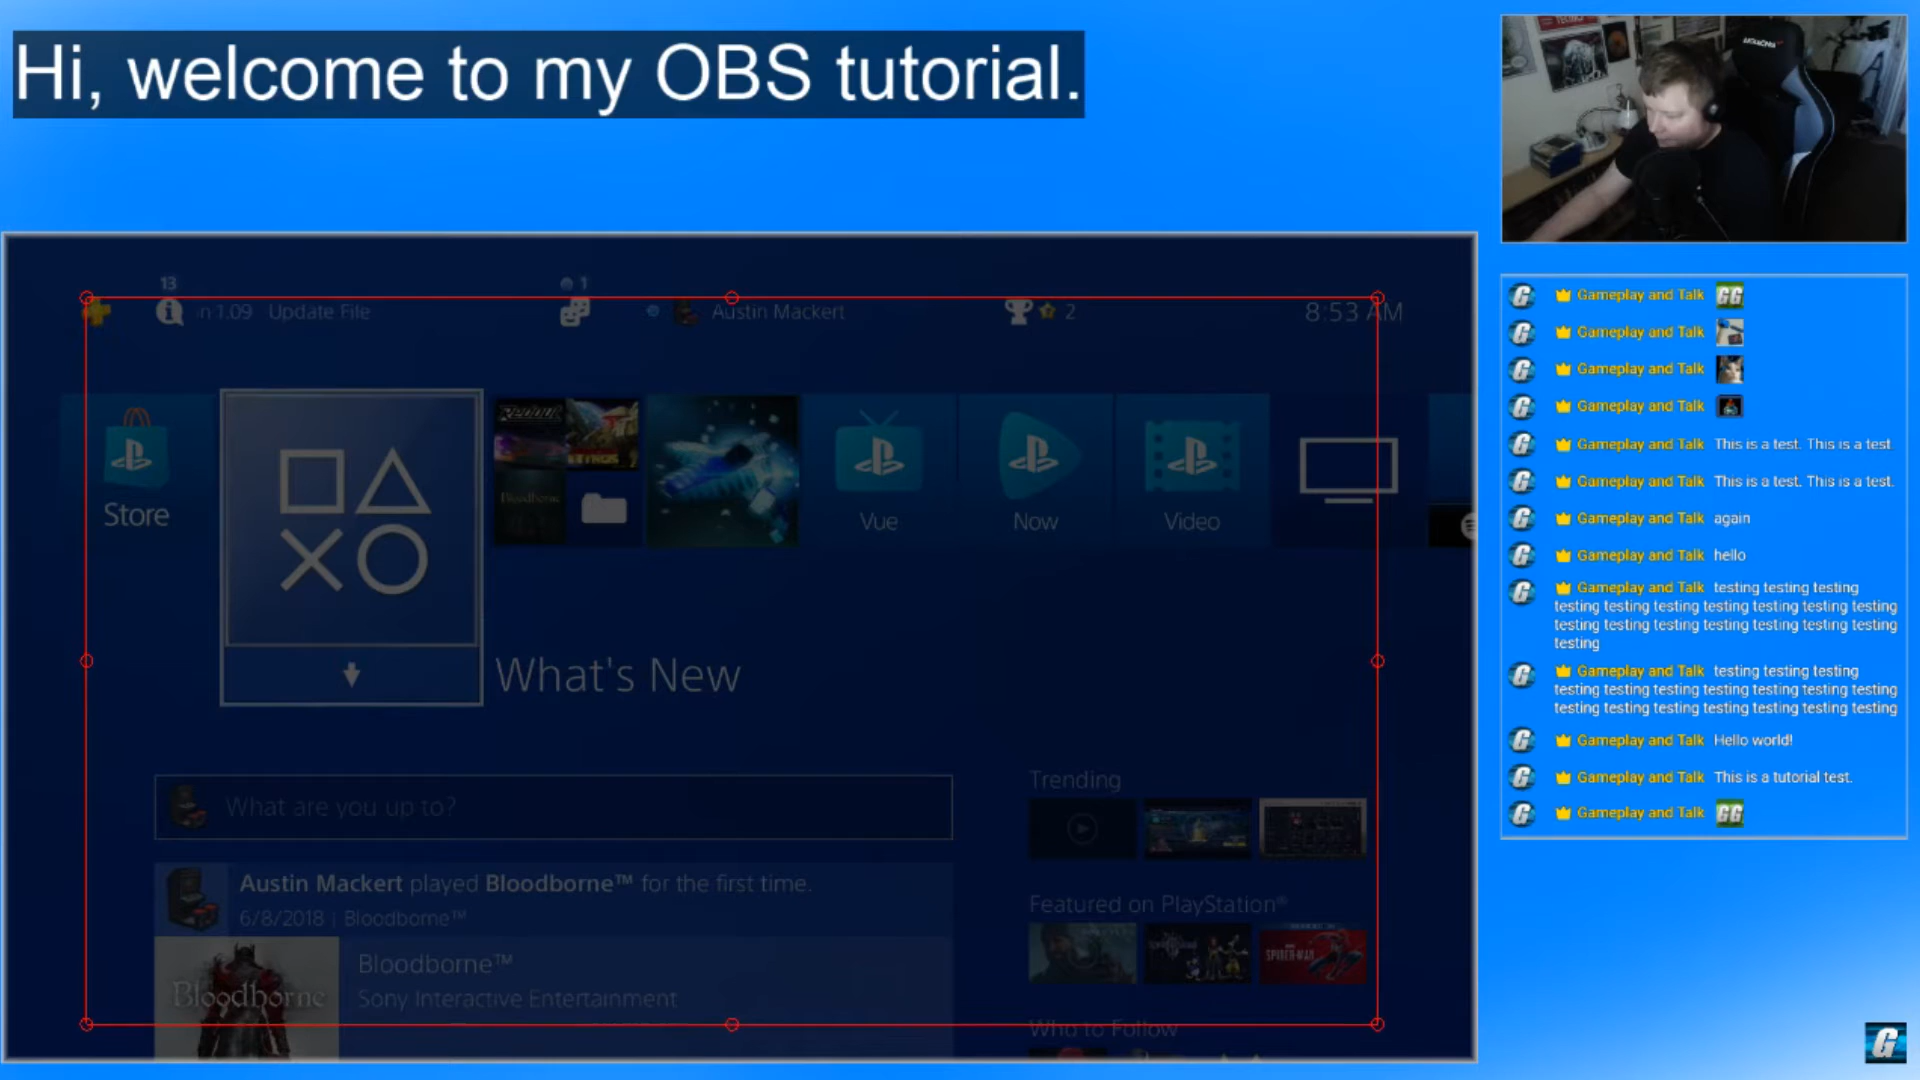 Hi, welcome to my OBS tutorial.
13
1
in 1.09 Update File
Austin Mackert
2
8:53 AM
Store
Bloodborne
Vue
Now
Video
What's New
What are you up to?
Austin Mackert played Bloodborne™ for the first time.
6/8/2018 | Bloodborne™
Bloodborne
Bloodborne™
Sony Interactive Entertainment
Trending
Featured on PlayStation®
SPIDER-MAN
Who to Follow
Gameplay and Talk GG
Gameplay and Talk
Gameplay and Talk
Gameplay and Talk
Gameplay and Talk This is a test. This is a test.
Gameplay and Talk This is a test. This is a test.
Gameplay and Talk again
Gameplay and Talk hello
Gameplay and Talk testing testing testing
testing testing testing testing testing testing testing
testing testing testing testing testing testing testing
testing
Gameplay and Talk testing testing testing
testing testing testing testing testing testing testing
testing testing testing testing testing testing testing
Gameplay and Talk Hello world!
Gameplay and Talk This is a tutorial test.
Gameplay and Talk GG
G